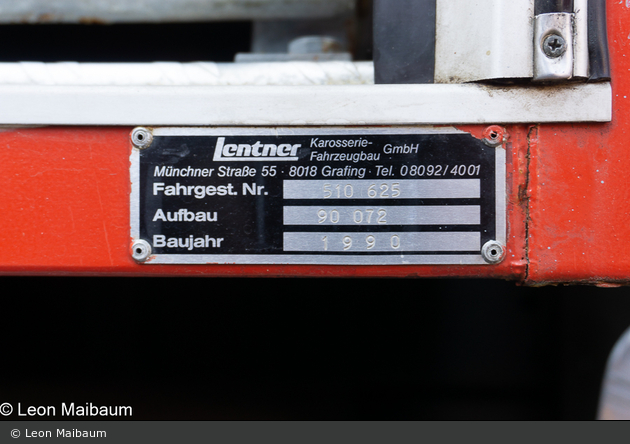 Lentner Karosserie-Fahrzeugbau GmbH
Münchner Straße 55 · 8018 Grafing · Tel. 08092/4001
Fahrgest. Nr. 510 625
Aufbau 90 072
Baujahr 1990
© Leon Maibaum
© Leon Maibaum